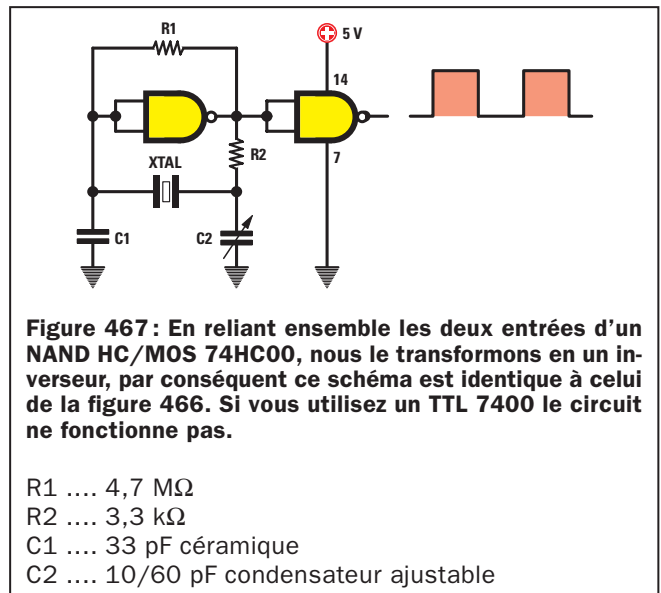 R1
5 V
14
R2
7
XTAL
C1
C2
Figure 467 : En reliant ensemble les deux entrées d’un
NAND HC/MOS 74HC00, nous le transformons en un in-
verseur, par conséquent ce schéma est identique à celui
de la figure 466. Si vous utilisez un TTL 7400 le circuit
ne fonctionne pas.
R1 .... 4,7 MΩ
R2 .... 3,3 kΩ
C1 .... 33 pF céramique
C2 .... 10/60 pF condensateur ajustable